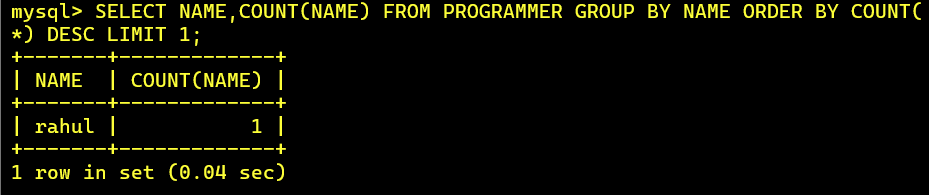 mysql> SELECT NAME,COUNT(NAME) FROM PROGRAMMER GROUP BY NAME ORDER BY COUNT(
*) DESC LIMIT 1;
+-------+-------------+
| NAME  | COUNT(NAME) |
+-------+-------------+
| rahul |           1 |
+-------+-------------+
1 row in set (0.04 sec)